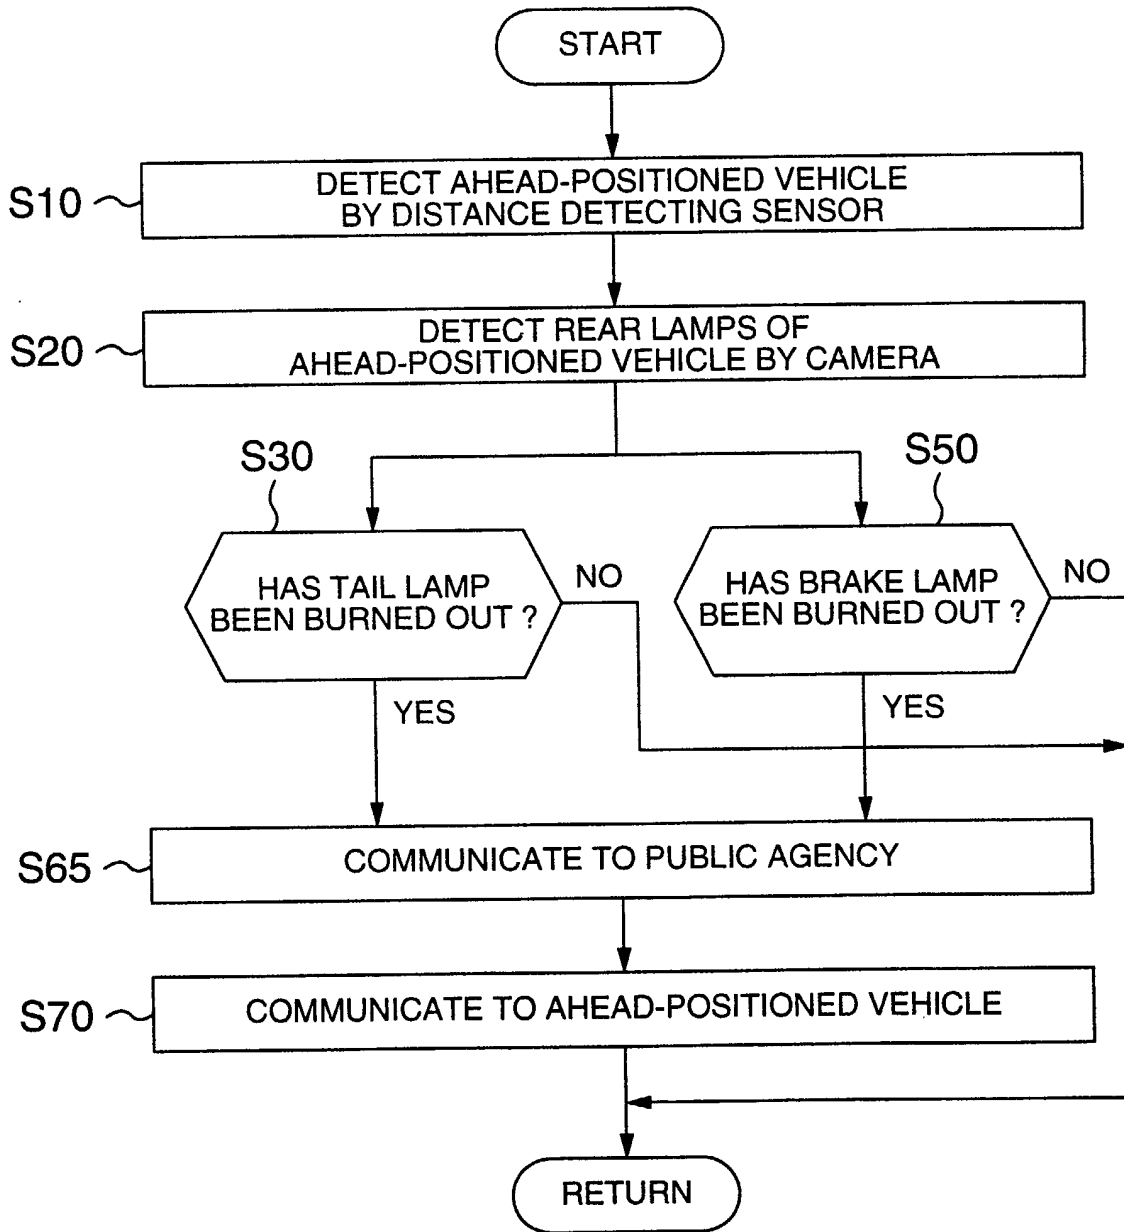 START
S10
DETECT AHEAD-POSITIONED VEHICLE
BY DISTANCE DETECTING SENSOR
S20
DETECT REAR LAMPS OF
AHEAD-POSITIONED VEHICLE BY CAMERA
S30
S50
HAS TAIL LAMP
BEEN BURNED OUT ?
NO
HAS BRAKE LAMP
BEEN BURNED OUT ?
NO
YES
YES
S65
COMMUNICATE TO PUBLIC AGENCY
S70
COMMUNICATE TO AHEAD-POSITIONED VEHICLE
RETURN